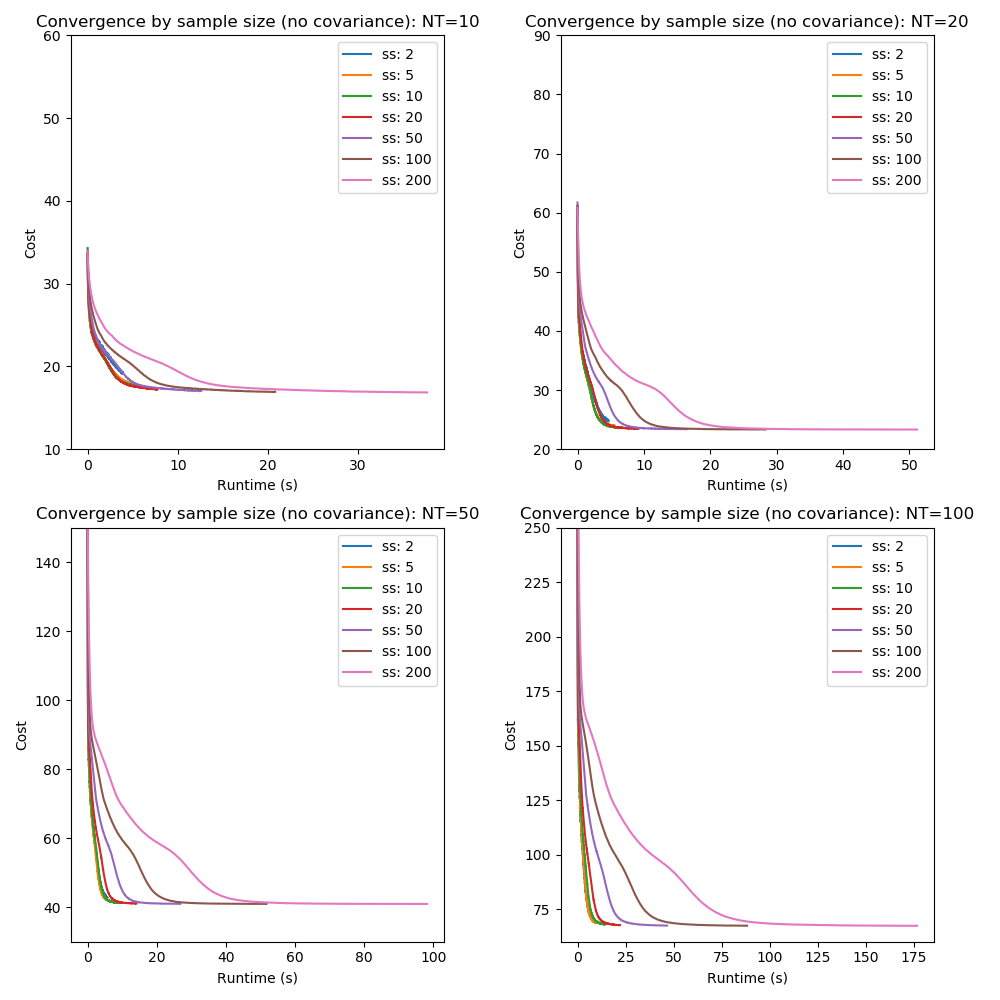 Convergence by sample size (no covariance): NT=10
60
50
40
30
20
10
Cost
0
10
20
30
Runtime (s)
ss: 2
ss: 5
ss: 10
ss: 20
ss: 50
ss: 100
ss: 200
Convergence by sample size (no covariance): NT=20
90
80
70
60
50
40
30
20
Cost
0
10
20
30
40
50
Runtime (s)
ss: 2
ss: 5
ss: 10
ss: 20
ss: 50
ss: 100
ss: 200
Convergence by sample size (no covariance): NT=50
140
120
100
80
60
40
Cost
0
20
40
60
80
100
Runtime (s)
ss: 2
ss: 5
ss: 10
ss: 20
ss: 50
ss: 100
ss: 200
Convergence by sample size (no covariance): NT=100
250
225
200
175
150
125
100
75
Cost
0
25
50
75
100
125
150
175
Runtime (s)
ss: 2
ss: 5
ss: 10
ss: 20
ss: 50
ss: 100
ss: 200